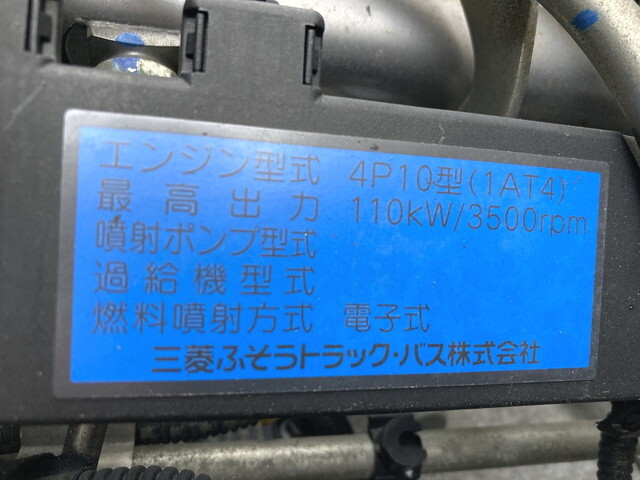 エンジン型式 4P10型(1AT4)
最高出力 110kW/3500rpm
噴射ポンプ型式
過給機型式
燃料噴射方式 電子式
三菱ふそうトラック・バス株式会社